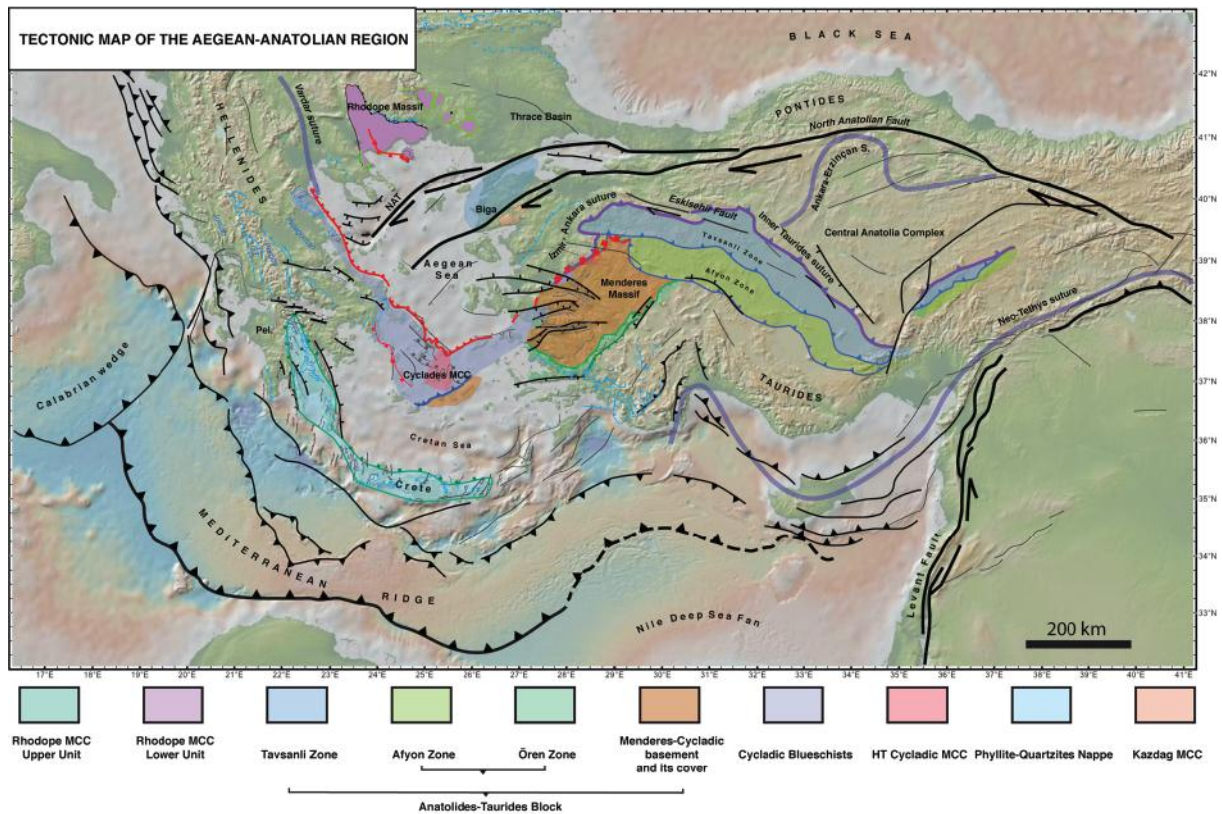 TECTONIC MAP OF THE AEGEAN-ANATOLIAN REGION
BLACK SEA
42°N
41°N
40°N
39°N
38°N
37°N
36°N
35°N
34°N
33°N
HELLENIDES
Vardar suture
Rhodope Massif
Thrace Basin
PONTIDES
North Anatolian Fault
Ankara-Erzinçan S.
NAT
Biga
Izmir - Ankara suture
Eskisehir Fault
Inner Taurides suture
Central Anatolia Complex
Tavsanli Zone
Afyon Zone
Aegean
Sea
Menderes
Massif
Neo-Tethys suture
Pel.
Cyclades MCC
TAURIDES
Calabrian wedge
Cretan Sea
Crete
MEDITERRANEAN
RIDGE
Nile Deep Sea Fan
Levant Fault
200 km
17°E 18°E 19°E 20°E 21°E 22°E 23°E 24°E 25°E 26°E 27°E 28°E 29°E 30°E 31°E 32°E 33°E 34°E 35°E 36°E 37°E 38°E 39°E 40°E 41°E
Rhodope MCC
Upper Unit
Rhodope MCC
Lower Unit
Tavsanli Zone
Afyon Zone
Ören Zone
Menderes-Cycladic
basement
and its cover
Cycladic Blueschists
HT Cycladic MCC
Phyllite-Quartzites Nappe
Kazdag MCC
Anatolides-Taurides Block